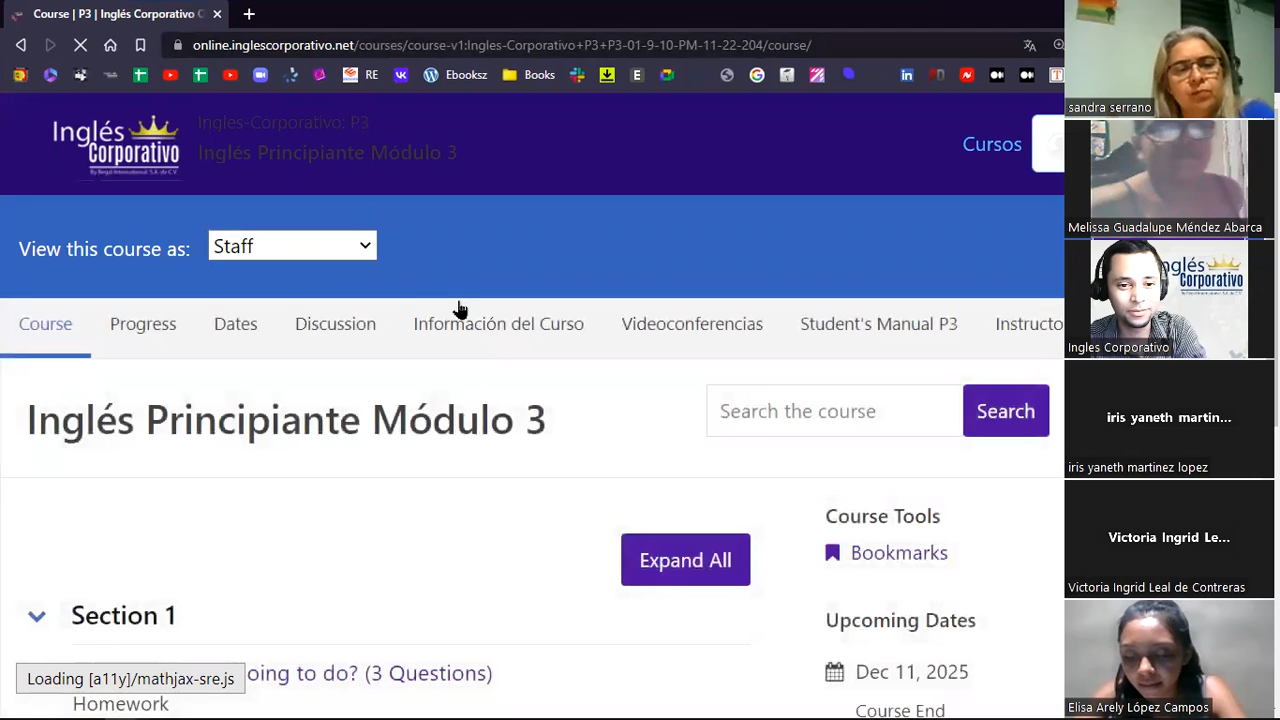 Course | P3 | Inglés Corporativo C
online.inglescorporativo.net/courses/course-v1:Ingles-Corporativo+P3+P3-01-9-10-PM-11-22-204/course/
RE
Ebooksz
Books
Inglés
Corporativo
Ingles-Corporativo: P3
Inglés Principiante Módulo 3
Cursos
View this course as:
Staff
Course
Progress
Dates
Discussion
Información del Curso
Videoconferencias
Student's Manual P3
Instructo
Inglés Principiante Módulo 3
Search the course
Search
Expand All
Section 1
oing to do? (3 Questions)
Homework
Loading [a11y]/mathjax-sre.js
Course Tools
Bookmarks
Upcoming Dates
Dec 11, 2025
Course End
sandra serrano
Melissa Guadalupe Méndez Abarca
nglés
Corporativo
Ingles Corporativo
iris yaneth martin...
iris yaneth martinez lopez
Victoria Ingrid Le...
Victoria Ingrid Leal de Contreras
Elisa Arely López Campos